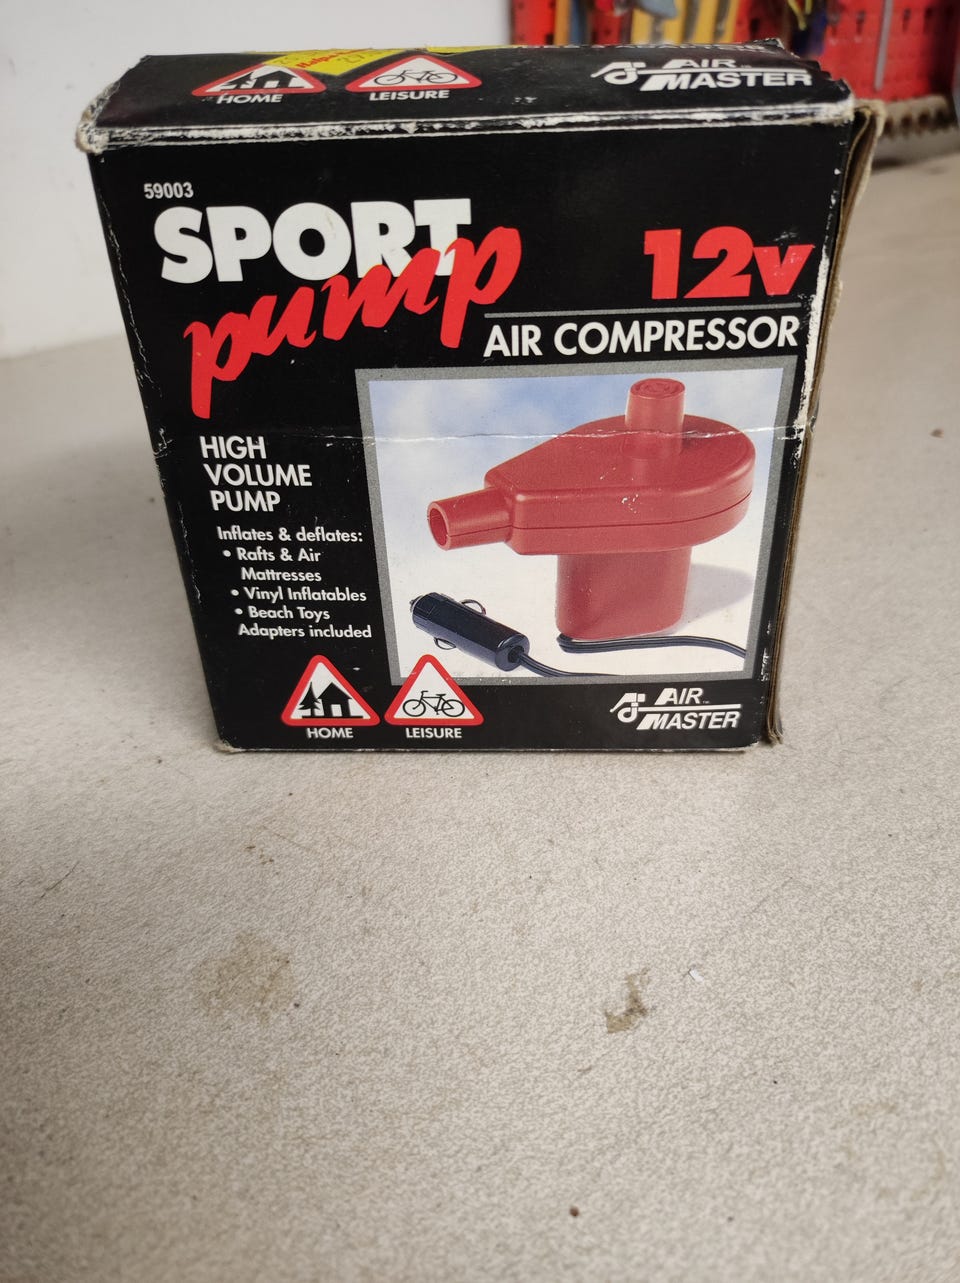 HOME
LEISURE
AIR
MASTER
59003
SPORT
pump
12v
AIR COMPRESSOR
HIGH
VOLUME
PUMP
Inflates & deflates:
• Rafts & Air
Mattresses
• Vinyl Inflatables
• Beach Toys
Adapters included
HOME
LEISURE
AIR
MASTER